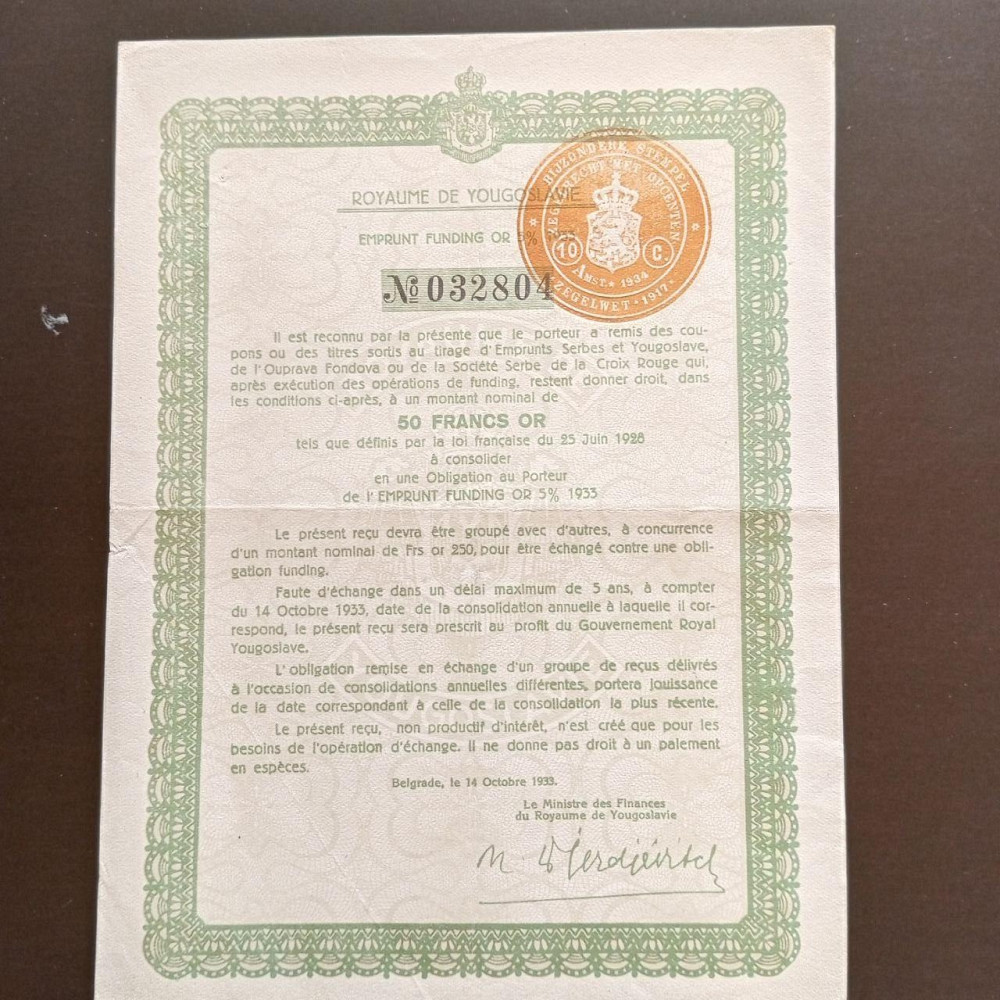 ROYAUME DE YOUGOSLAVIE
EMPRUNT FUNDING OR 5% 1933
BIJZONDERE STEMPEL
ZEGELRECHT MET OPCENTEN
10 C.
AMST. * 1934
ZEGELWET * 1917 *
№ 032804
Il est reconnu par la présente que le porteur a remis des cou-
pons ou des titres sortis au tirage d'Emprunts Serbes et Yougoslave,
de l'Ouprava Fondova ou de la Société Serbe de la Croix Rouge qui,
après exécution des opérations de funding, restent donner droit, dans
les conditions ci-après, à un montant nominal de
50 FRANCS OR
tels que définis par la loi française du 25 Juin 1928
à consolider
en une Obligation au Porteur
de l'EMPRUNT FUNDING OR 5% 1933
Le présent reçu devra être groupé avec d'autres, à concurrence
d'un montant nominal de Frs or 250, pour être échangé contre une obli-
gation funding.
Faute d'échange dans un délai maximum de 5 ans, à compter
du 14 Octobre 1933, date de la consolidation annuelle à laquelle il cor-
respond, le présent reçu sera prescrit au profit du Gouvernement Royal
Yougoslave.
L'obligation remise en échange d'un groupe de reçus délivrés
à l'occasion de consolidations annuelles différentes, portera jouissance
de la date correspondant à celle de la consolidation la plus récente.
Le présent reçu, non productif d'intérêt, n'est créé que pour les
besoins de l'opération d'échange. Il ne donne pas droit à un paiement
en espèces.
Belgrade, le 14 Octobre 1933.
Le Ministre des Finances
du Royaume de Yougoslavie